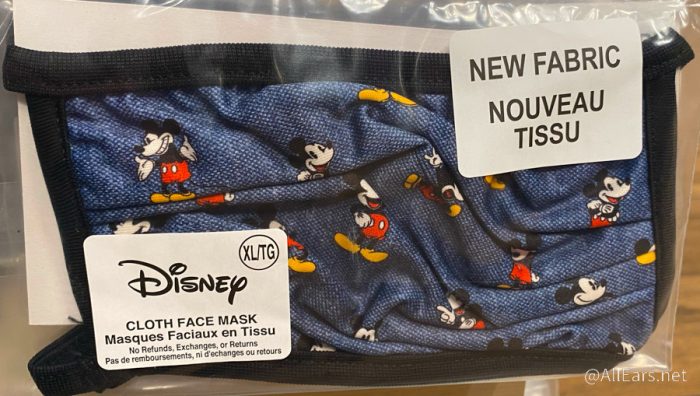 NEW FABRIC
NOUVEAU
TISSU
XL/TG
Disney
CLOTH FACE MASK
Masques Faciaux en Tissu
No Refunds, Exchanges, or Returns
Pas de remboursements, ni d'echanges ou retours
@AllEars.net